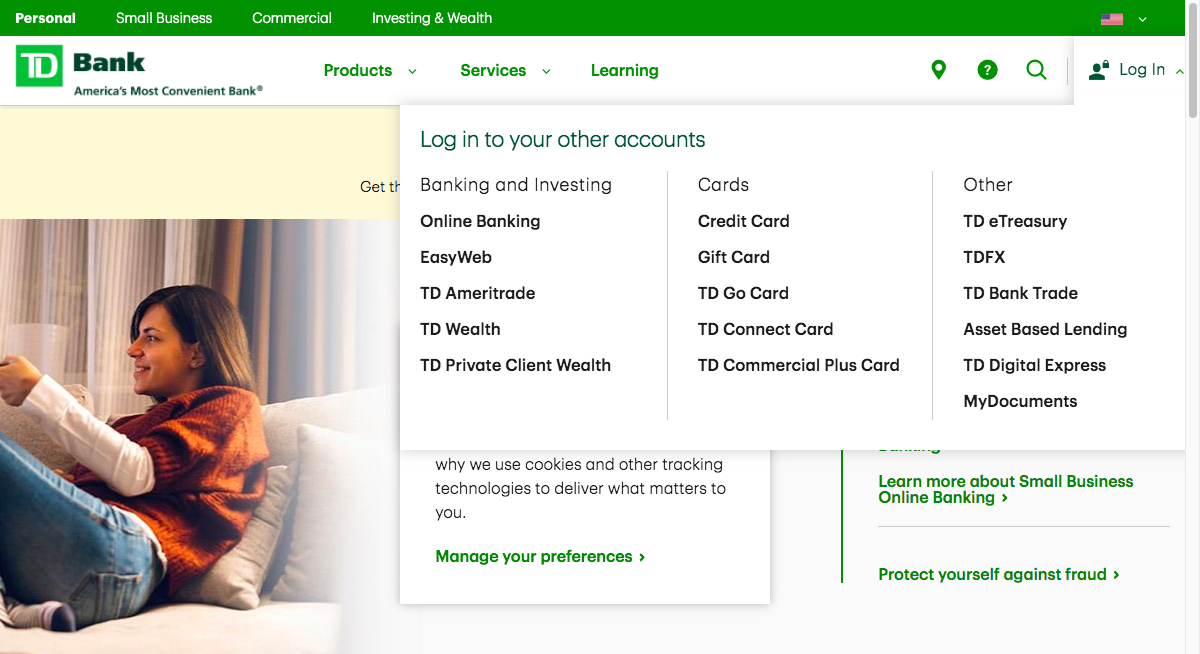 Personal Small Business Commercial Investing & Wealth
TD Bank
America's Most Convenient Bank®
Products Services Learning
? Log In
Log in to your other accounts
Get
Banking and Investing
Online Banking
EasyWeb
TD Ameritrade
TD Wealth
TD Private Client Wealth
Cards
Credit Card
Gift Card
TD Go Card
TD Connect Card
TD Commercial Plus Card
Other
TD eTreasury
TDFX
TD Bank Trade
Asset Based Lending
TD Digital Express
MyDocuments
why we use cookies and other tracking
technologies to deliver what matters to
you.
Manage your preferences ›
Learn more about Small Business
Online Banking ›
Protect yourself against fraud ›